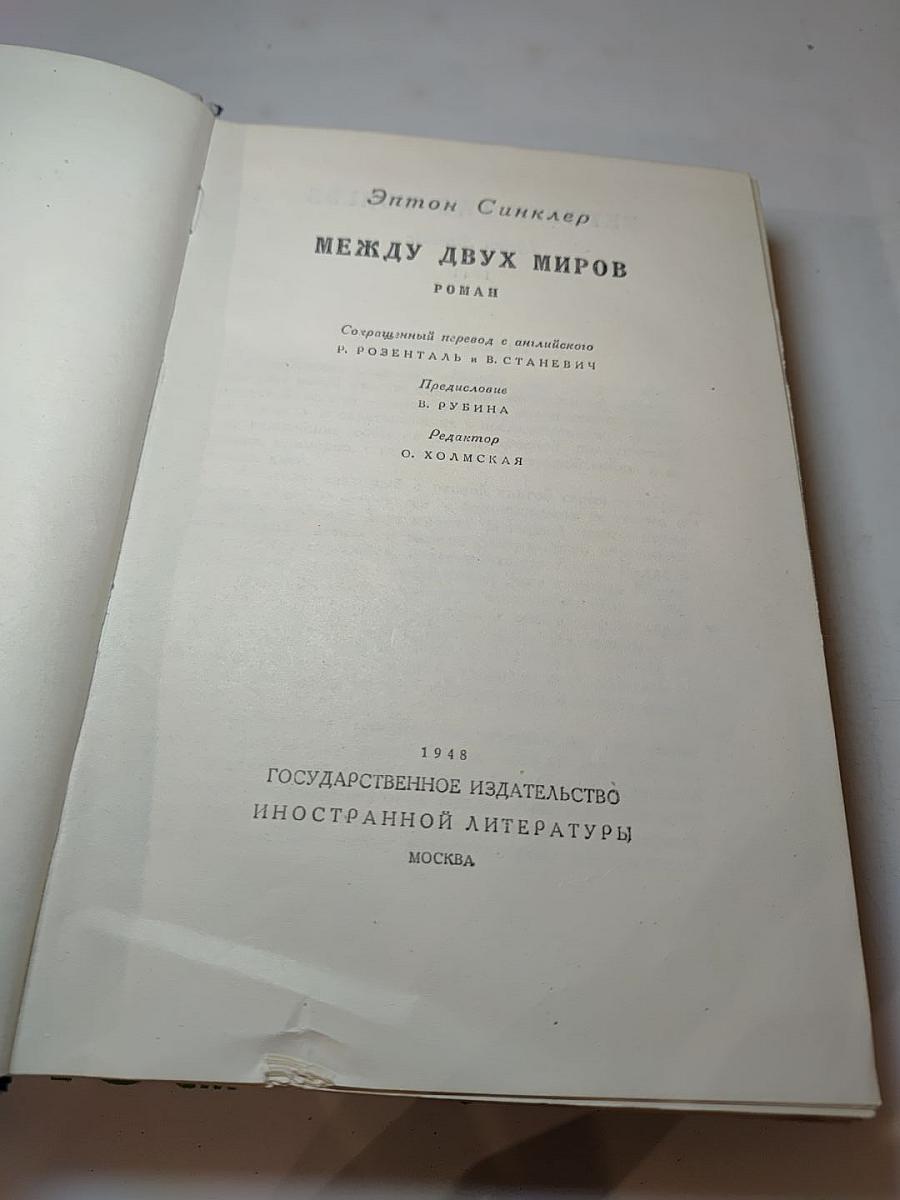 Эптон Синклер
МЕЖДУ ДВУХ МИРОВ
РОМАН
Сокращенный перевод с английского
Р. РОЗЕНТАЛЬ и В. СТАНЕВИЧ
Предисловие
В. РУБИНА
Редактор
О. ХОЛМСКАЯ
1948
ГОСУДАРСТВЕННОЕ ИЗДАТЕЛЬСТВО
ИНОСТРАННОЙ ЛИТЕРАТУРЫ
МОСКВА